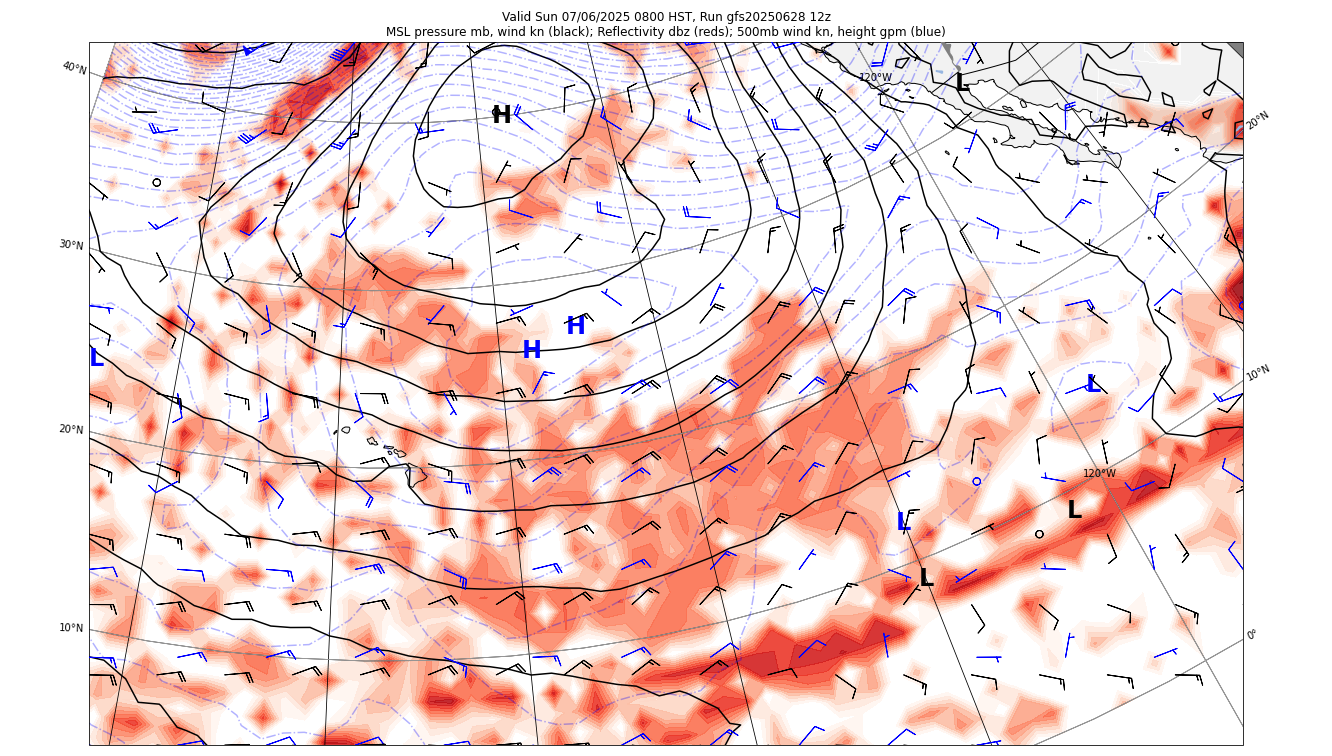 Valid Sun 07/06/2025 0800 HST, Run gfs20250628 12z
MSL pressure mb, wind kn (black); Reflectivity dbz (reds); 500mb wind kn, height gpm (blue)
40°N
120°W
L
H
20°N
30°N
H
H
L
L
10°N
20°N
120°W
L
L
L
10°N
0°